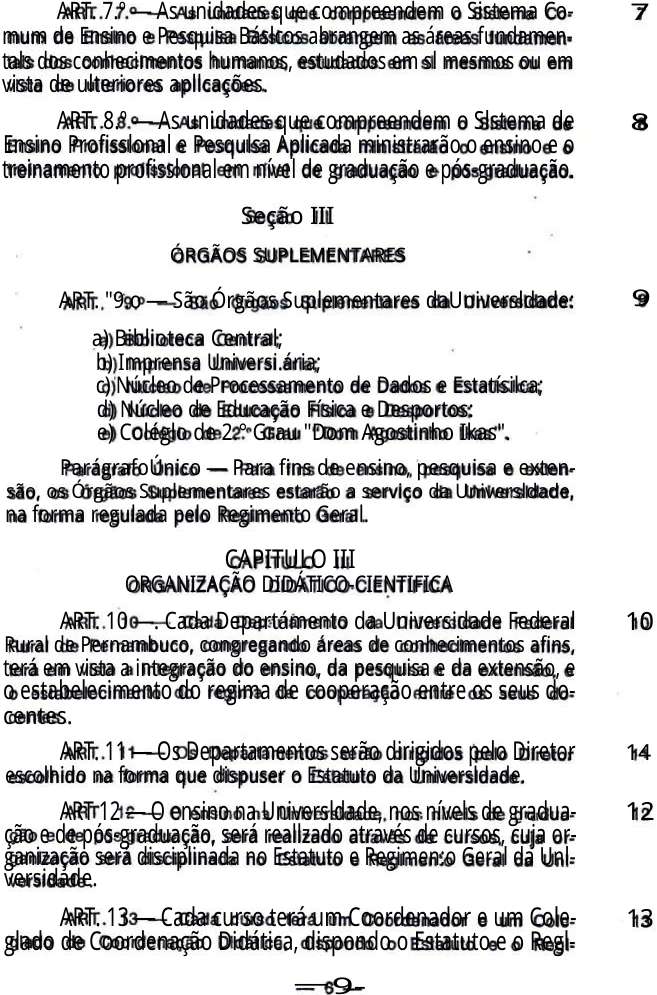 ART. 7.º — As unidades que compreendem o Sistema Co- 7
mum de Ensino e Pesquisa Básicos abrangem as áreas fundamen-
tais dos conhecimentos humanos, estudados em si mesmos ou em
vista de ulteriores aplicações.
ART. 8.º — As unidades que compreendem o Sistema de 8
Ensino Profissional e Pesquisa Aplicada ministrarão o ensino e o
treinamento profissional em nível de graduação e pós-graduação.
Seção III
ÓRGÃOS SUPLEMENTARES
ART. 9.º — São Órgãos Suplementares da Universidade: 9
a) Biblioteca Central;
b) Imprensa Universi.ária;
c) Núcleo de Processamento de Dados e Estatísilca;
d) Núcleo de Educação Física e Desportos;
e) Colégio de 2.º Grau "Dom Agostinho Ikas".
Parágrafo Único — Para fins de ensino, pesquisa e exten-
são, os Órgãos Suplementares estarão a serviço da Universidade,
na forma regulada pelo Regimento Geral.
CAPITULO III
ORGANIZAÇÃO DIDÁTICO-CIENTIFICA
ART. 10 — Cada Departamento da Universidade Federal 10
Rural de Pernambuco, congregando áreas de conhecimentos afins,
terá em vista a integração do ensino, da pesquisa e da extensão, e
o estabelecimento do regima de cooperação entre os seus do-
centes.
ART. 11 — Os Departamentos serão dirigidos pelo Diretor
escolhido na forma que dispuser o Estatuto da Universidade.
ART 12 — O ensino na Universidade, nos níveis de gradua- 12
ção e de pós-graduação, será realizado através de cursos, cuja or-
ganização será disciplinada no Estatuto e Regimen:o Geral da Uni-
versidade.
ART. 13 — Cada curso terá um Coordenador e um Cole- 13
giado de Coordenação Didática, dispondo o Estatuto e o Regi-